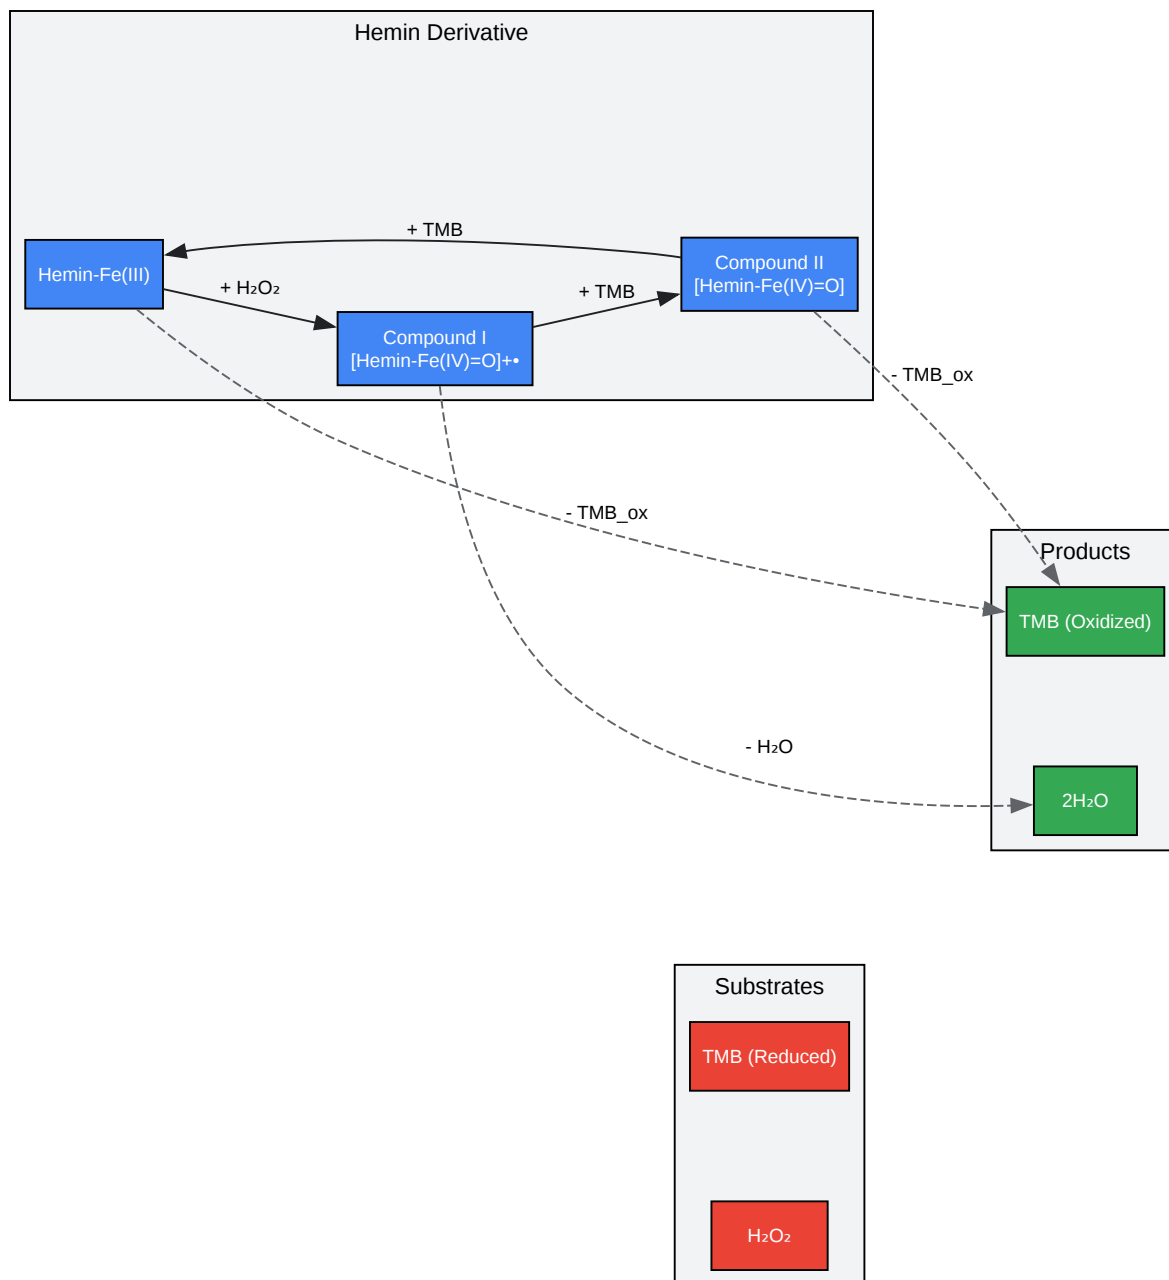 Hemin Derivative
+ TMB
Hemin-Fe(III)
+ H₂O₂
Compound I
[Hemin-Fe(IV)=O]+•
+ TMB
Compound II
[Hemin-Fe(IV)=O]
- TMB_ox
- TMB_ox
Products
TMB (Oxidized)
- H₂O
2H₂O
Substrates
TMB (Reduced)
H₂O₂